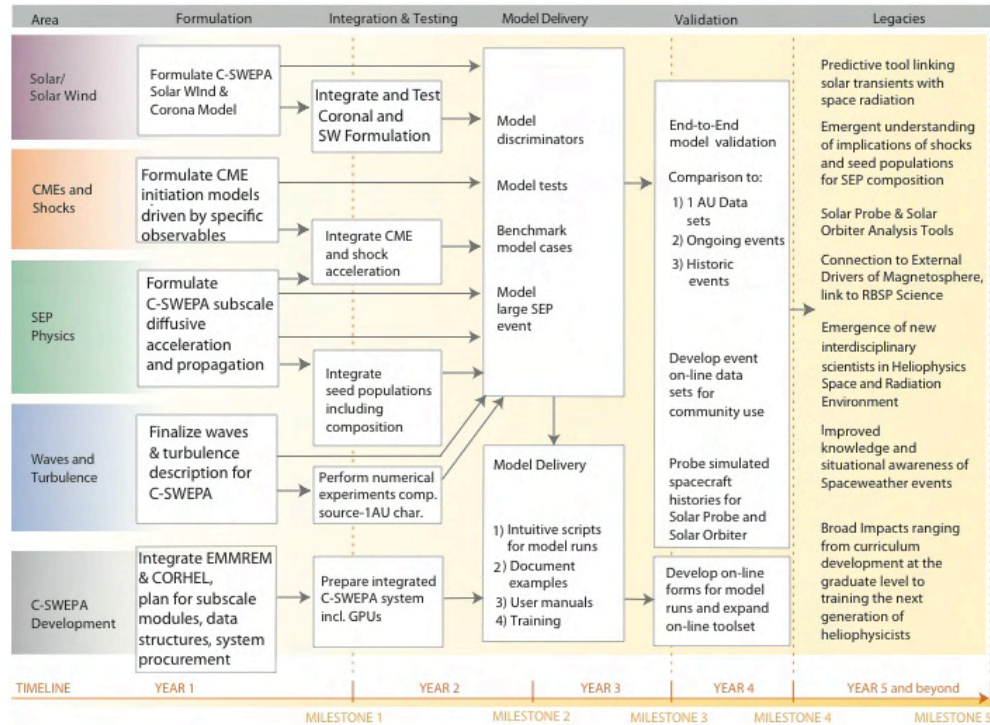 Area
Formulation
Integration & Testing
Model Delivery
Validation
Legacies
Solar/
Solar Wind
Formulate C-SWEPA
Solar WInd &
Corona Model
Integrate and Test
Coronal and
SW Formulation
CMEs and
Shocks
Formulate CME
initiation models
driven by specific
observables
Integrate CME
and shock
acceleration
SEP
Physics
Formulate
C-SWEPA subscale
diffusive
acceleration
and propagation
Integrate
seed populations
including
composition
Waves and
Turbulence
Finalize waves
& turbulence
description for
C-SWEPA
Perform numerical
experiments comp.
source-1AU char.
C-SWEPA
Development
Integrate EMMREM
& CORHEL,
plan for subscale
modules, data
structures, system
procurement
Prepare integrated
C-SWEPA system
incl. GPUs
Model
discriminators
Model tests
Benchmark
model cases
Model
large SEP
event
Model Delivery
1) Intuitive scripts
for model runs
2) Document
examples
3) User manuals
4) Training
End-to-End
model validation
Comparison to:
1) 1 AU Data
sets
2) Ongoing events
3) Historic
events
Develop event
on-line data
sets for
community use
Probe simulated
spacecraft
histories for
Solar Probe and
Solar Orbiter
Develop on-line
forms for model
runs and expand
on-line toolset
Predictive tool linking
solar transients with
space radiation
Emergent understanding
of implications of shocks
and seed populations
for SEP composition
Solar Probe & Solar
Orbiter Analysis Tools
Connection to External
Drivers of Magnetosphere,
link to RBSP Science
Emergence of new
interdisciplinary
scientists in Heliophysics
Space and Radiation
Environment
Improved
knowledge and
situational awareness of
Spaceweather events
Broad Impacts ranging
from curriculum
development at the
graduate level to
training the next
generation of
heliophysicists
TIMELINE
YEAR 1
YEAR 2
YEAR 3
YEAR 4
YEAR 5 and beyond
MILESTONE 1
MILESTONE 2
MILESTONE 3
MILESTONE 4
MILESTONE 5